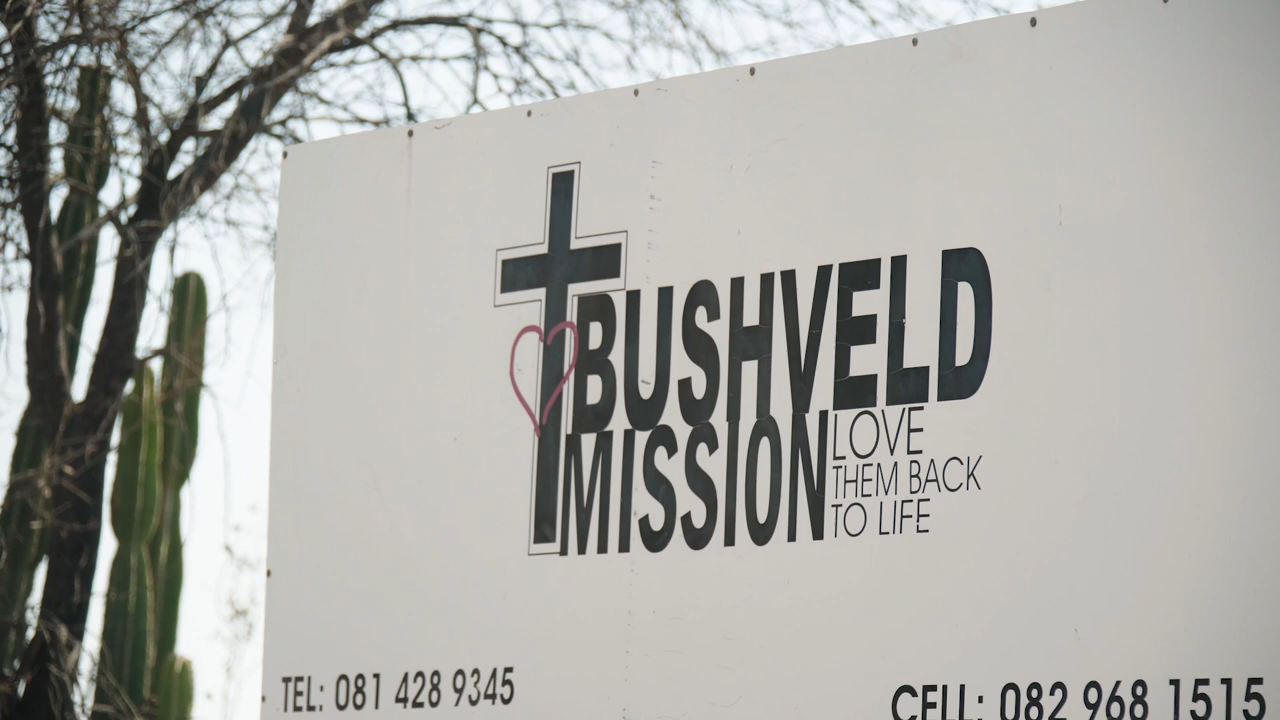 BUSHVELD
MISSION
LOVE
THEM BACK
TO LIFE
TEL: 081 428 9345
CELL: 082 968 1515